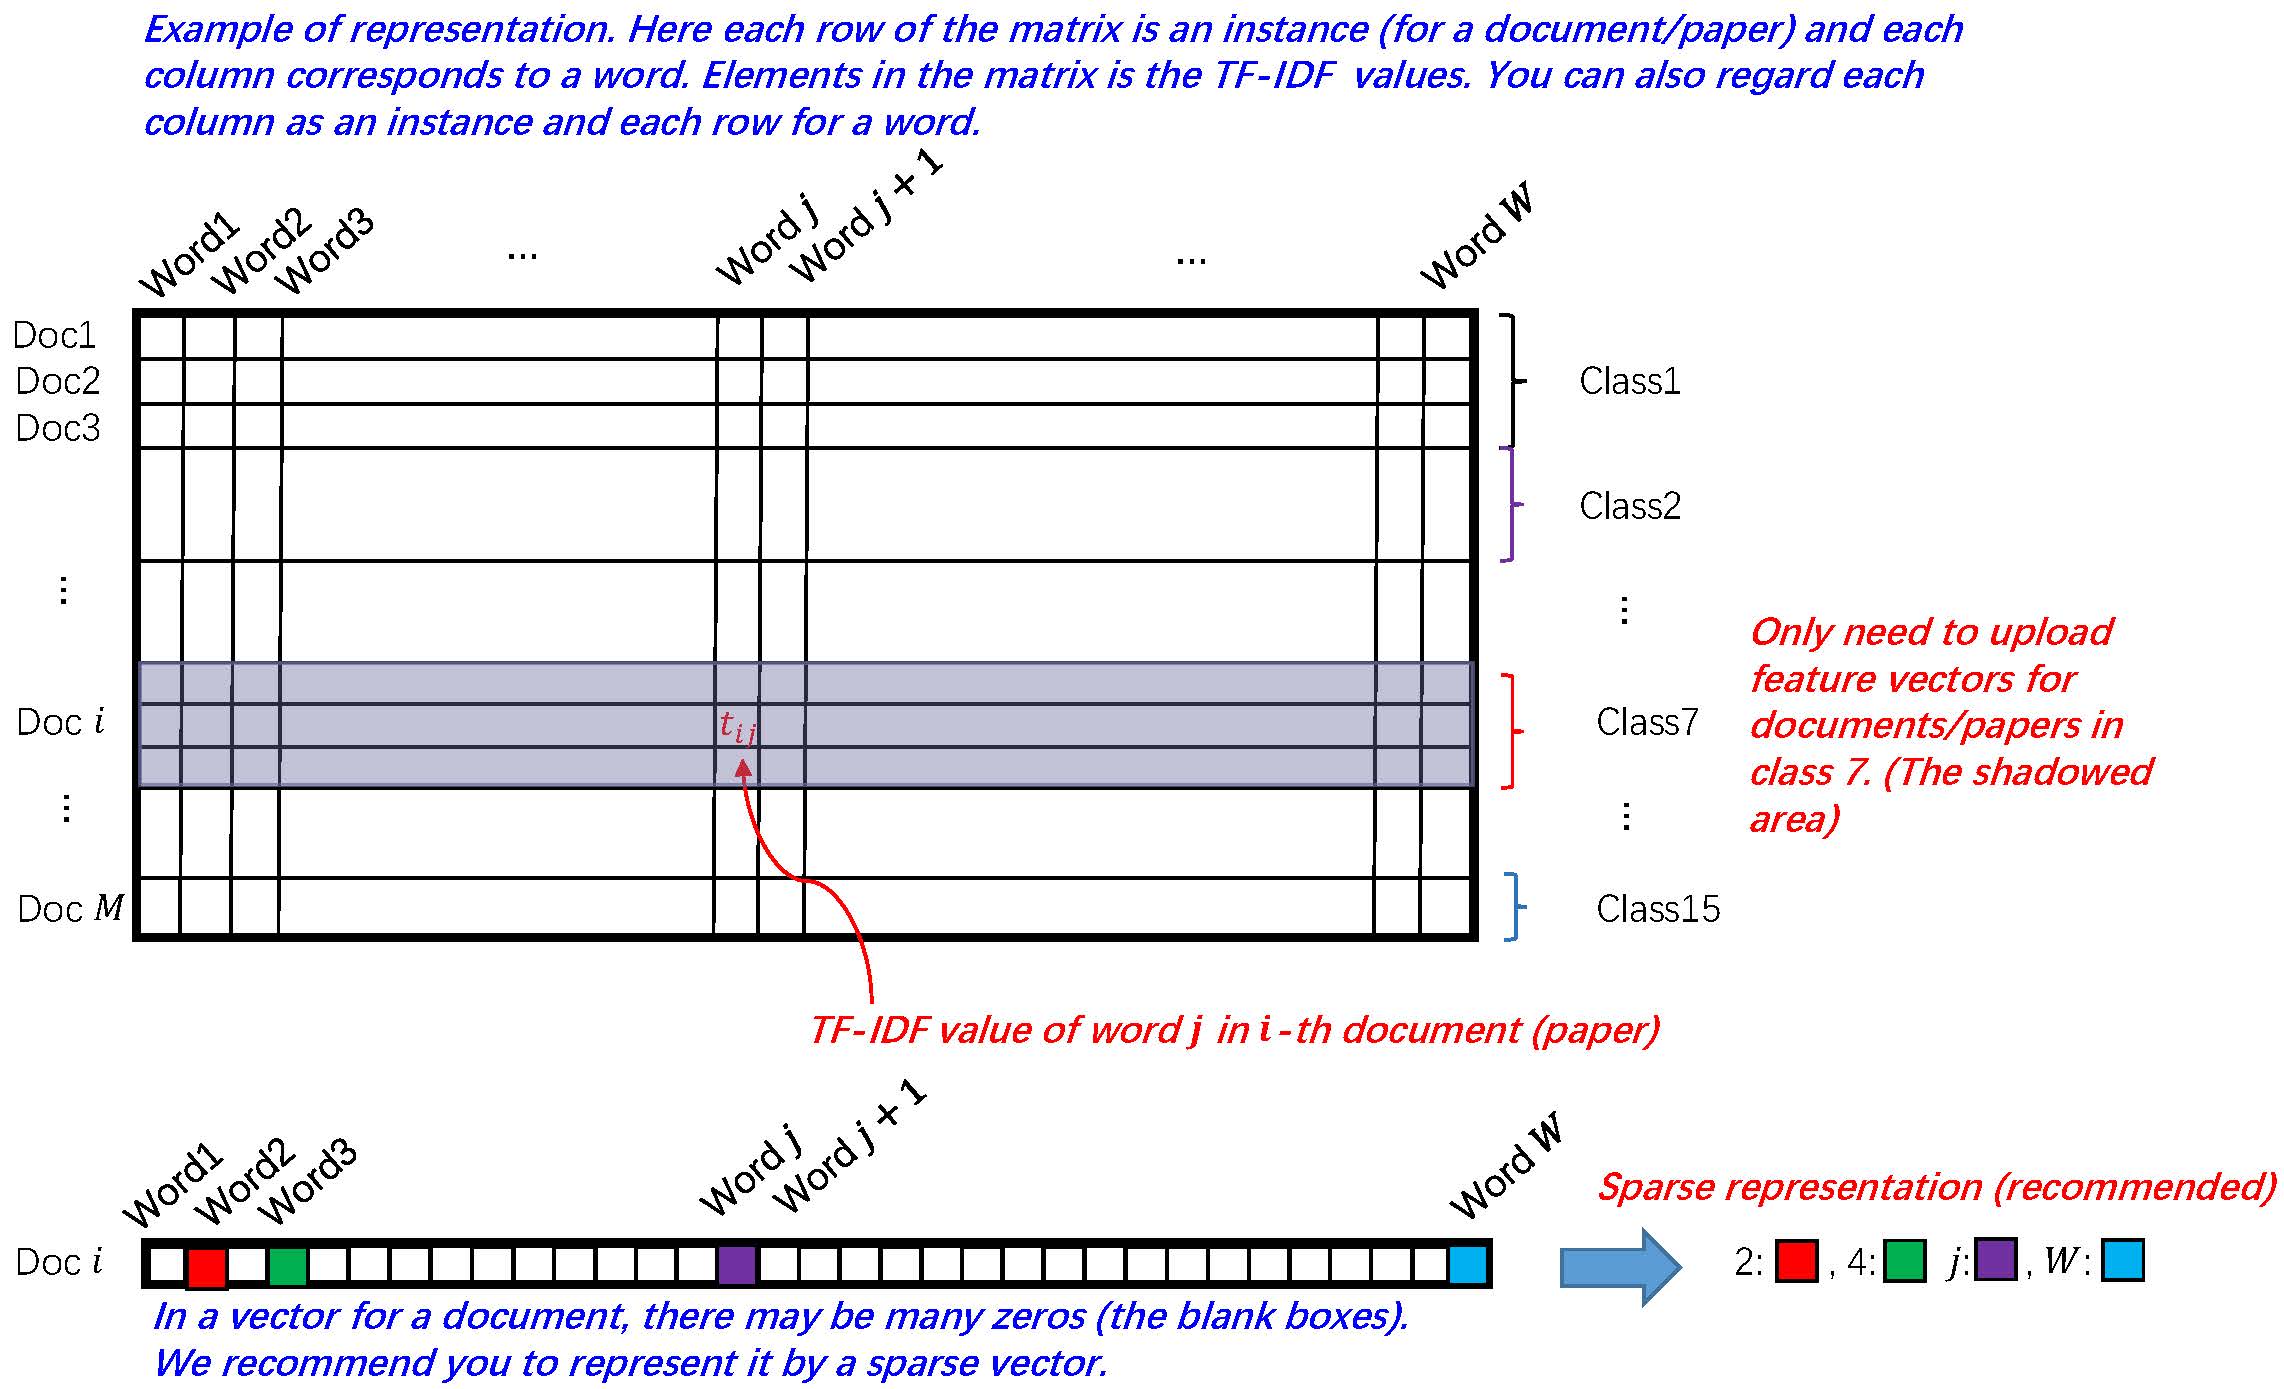 Example of representation. Here each row of the matrix is an instance (for a document/paper) and each
column corresponds to a word. Elements in the matrix is the TF-IDF values. You can also regard each
column as an instance and each row for a word.
Word1 Word2 Word3 ... Word j Word j + 1 ... Word W
Doc1
Doc2
Doc3
⋮
Doc i
⋮
Doc M
t_{ij}
Class1
Class2
⋮
Class7
⋮
Class15
Only need to upload
feature vectors for
documents/papers in
class 7. (The shadowed
area)
TF-IDF value of word j in i-th document (paper)
Word1 Word2 Word3 Word j Word j + 1 Word W
Doc i
Sparse representation (recommended)
2: , 4: j: , W:
In a vector for a document, there may be many zeros (the blank boxes).
We recommend you to represent it by a sparse vector.